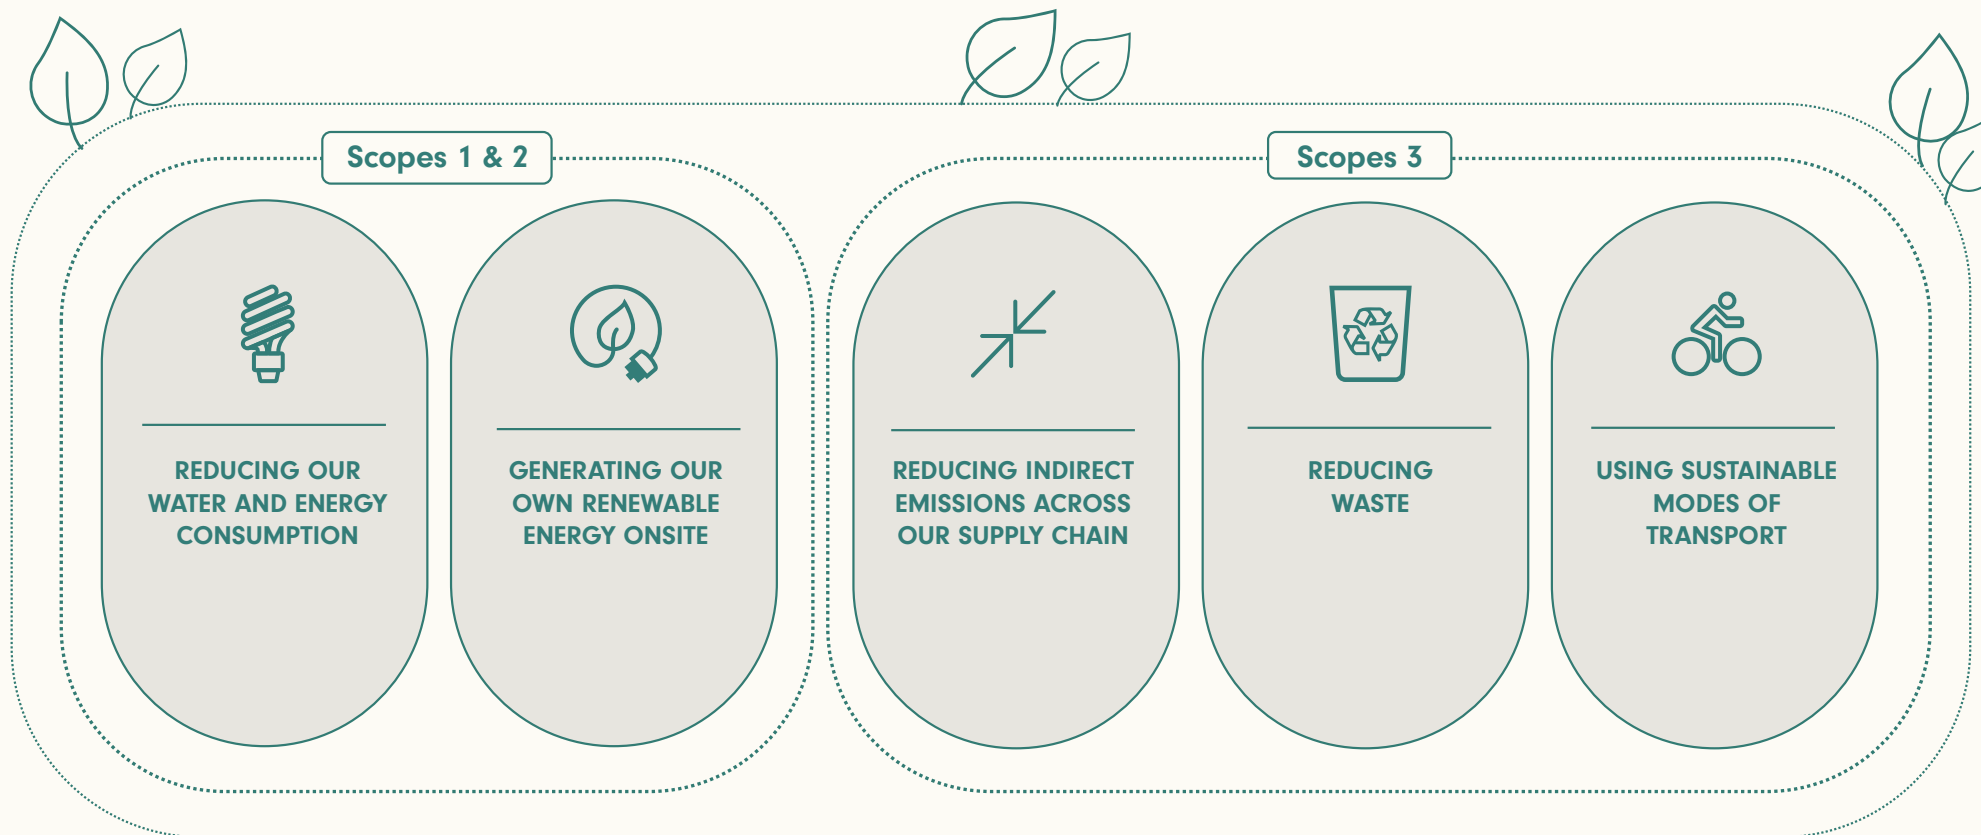 Scopes 1 & 2
REDUCING OUR
WATER AND ENERGY
CONSUMPTION
GENERATING OUR
OWN RENEWABLE
ENERGY ONSITE
Scopes 3
REDUCING INDIRECT
EMISSIONS ACROSS
OUR SUPPLY CHAIN
REDUCING
WASTE
USING SUSTAINABLE
MODES OF
TRANSPORT